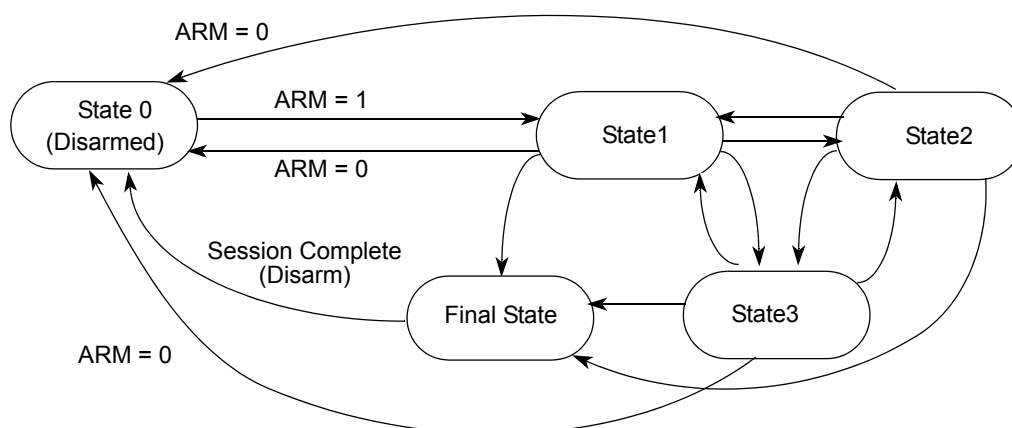 ARM = 0
State 0
(Disarmed)
ARM = 1
State1
State2
ARM = 0
Session Complete
(Disarm)
Final State
State3
ARM = 0